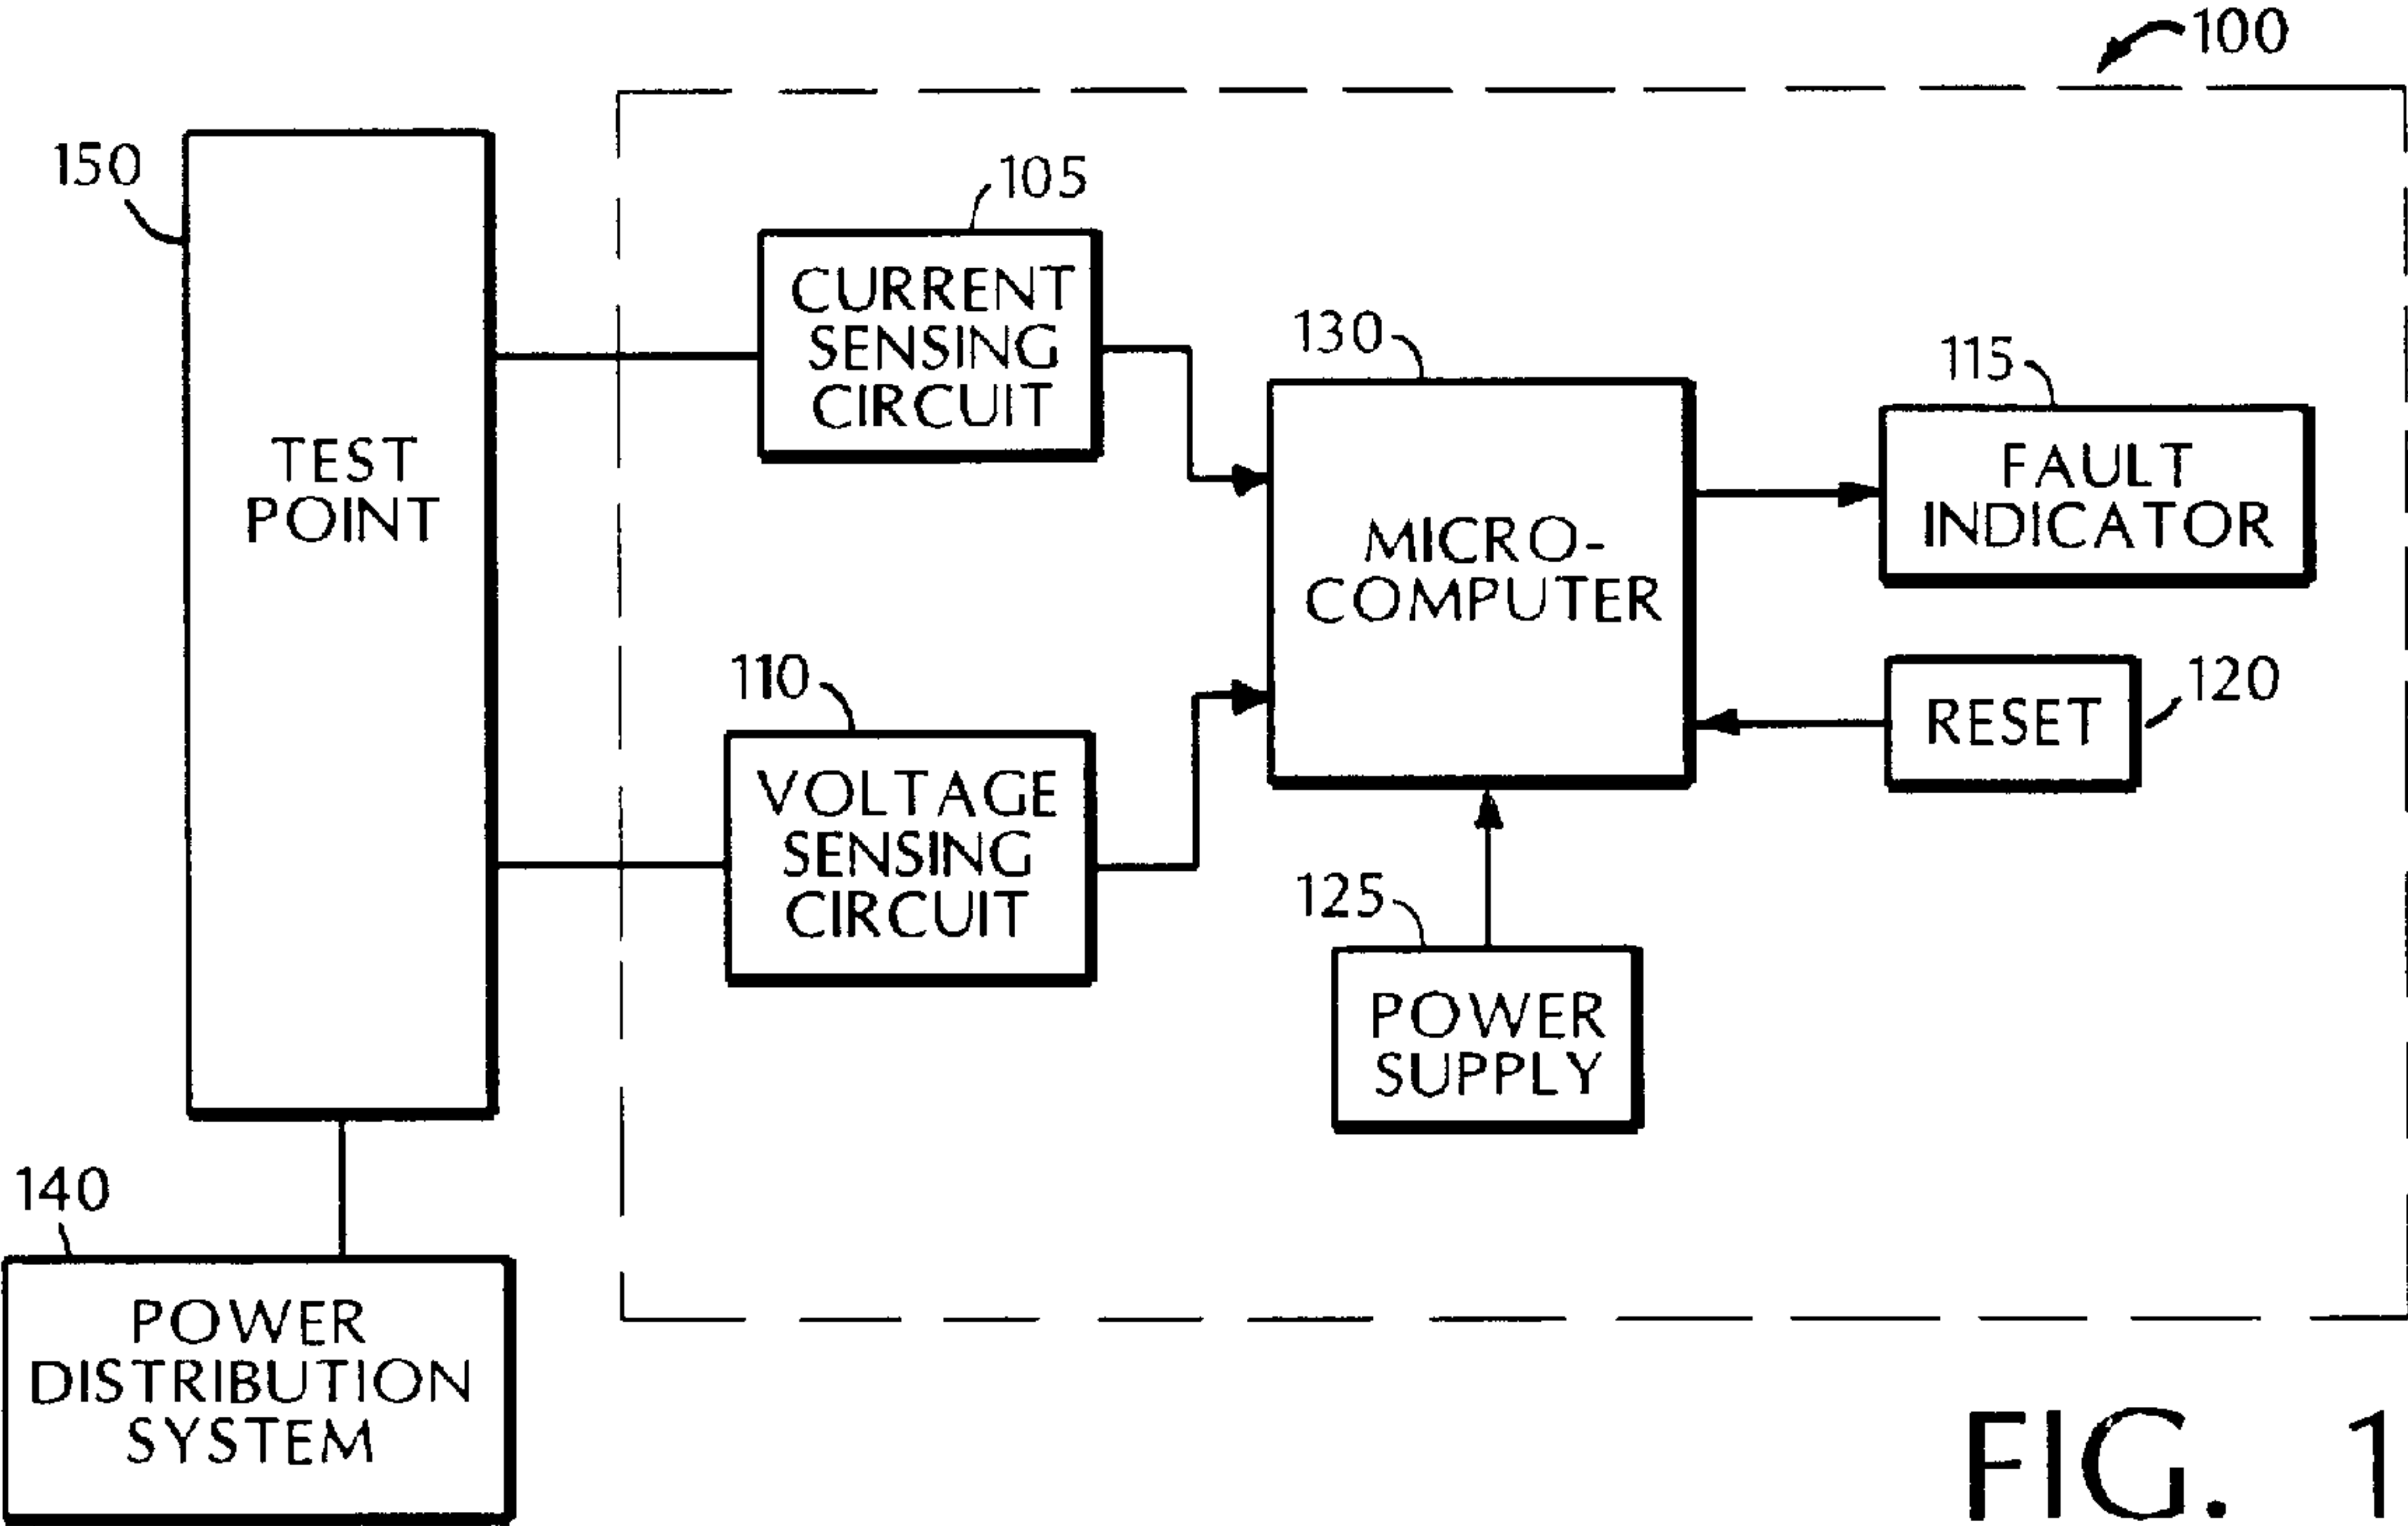 100
150
105
CURRENT
SENSING
CIRCUIT
130
115
TEST
POINT
FAULT
INDICATOR
MICRO-
COMPUTER
110
120
RESET
VOLTAGE
SENSING
CIRCUIT
125
POWER
SUPPLY
140
POWER
DISTRIBUTION
SYSTEM
FIG. 1